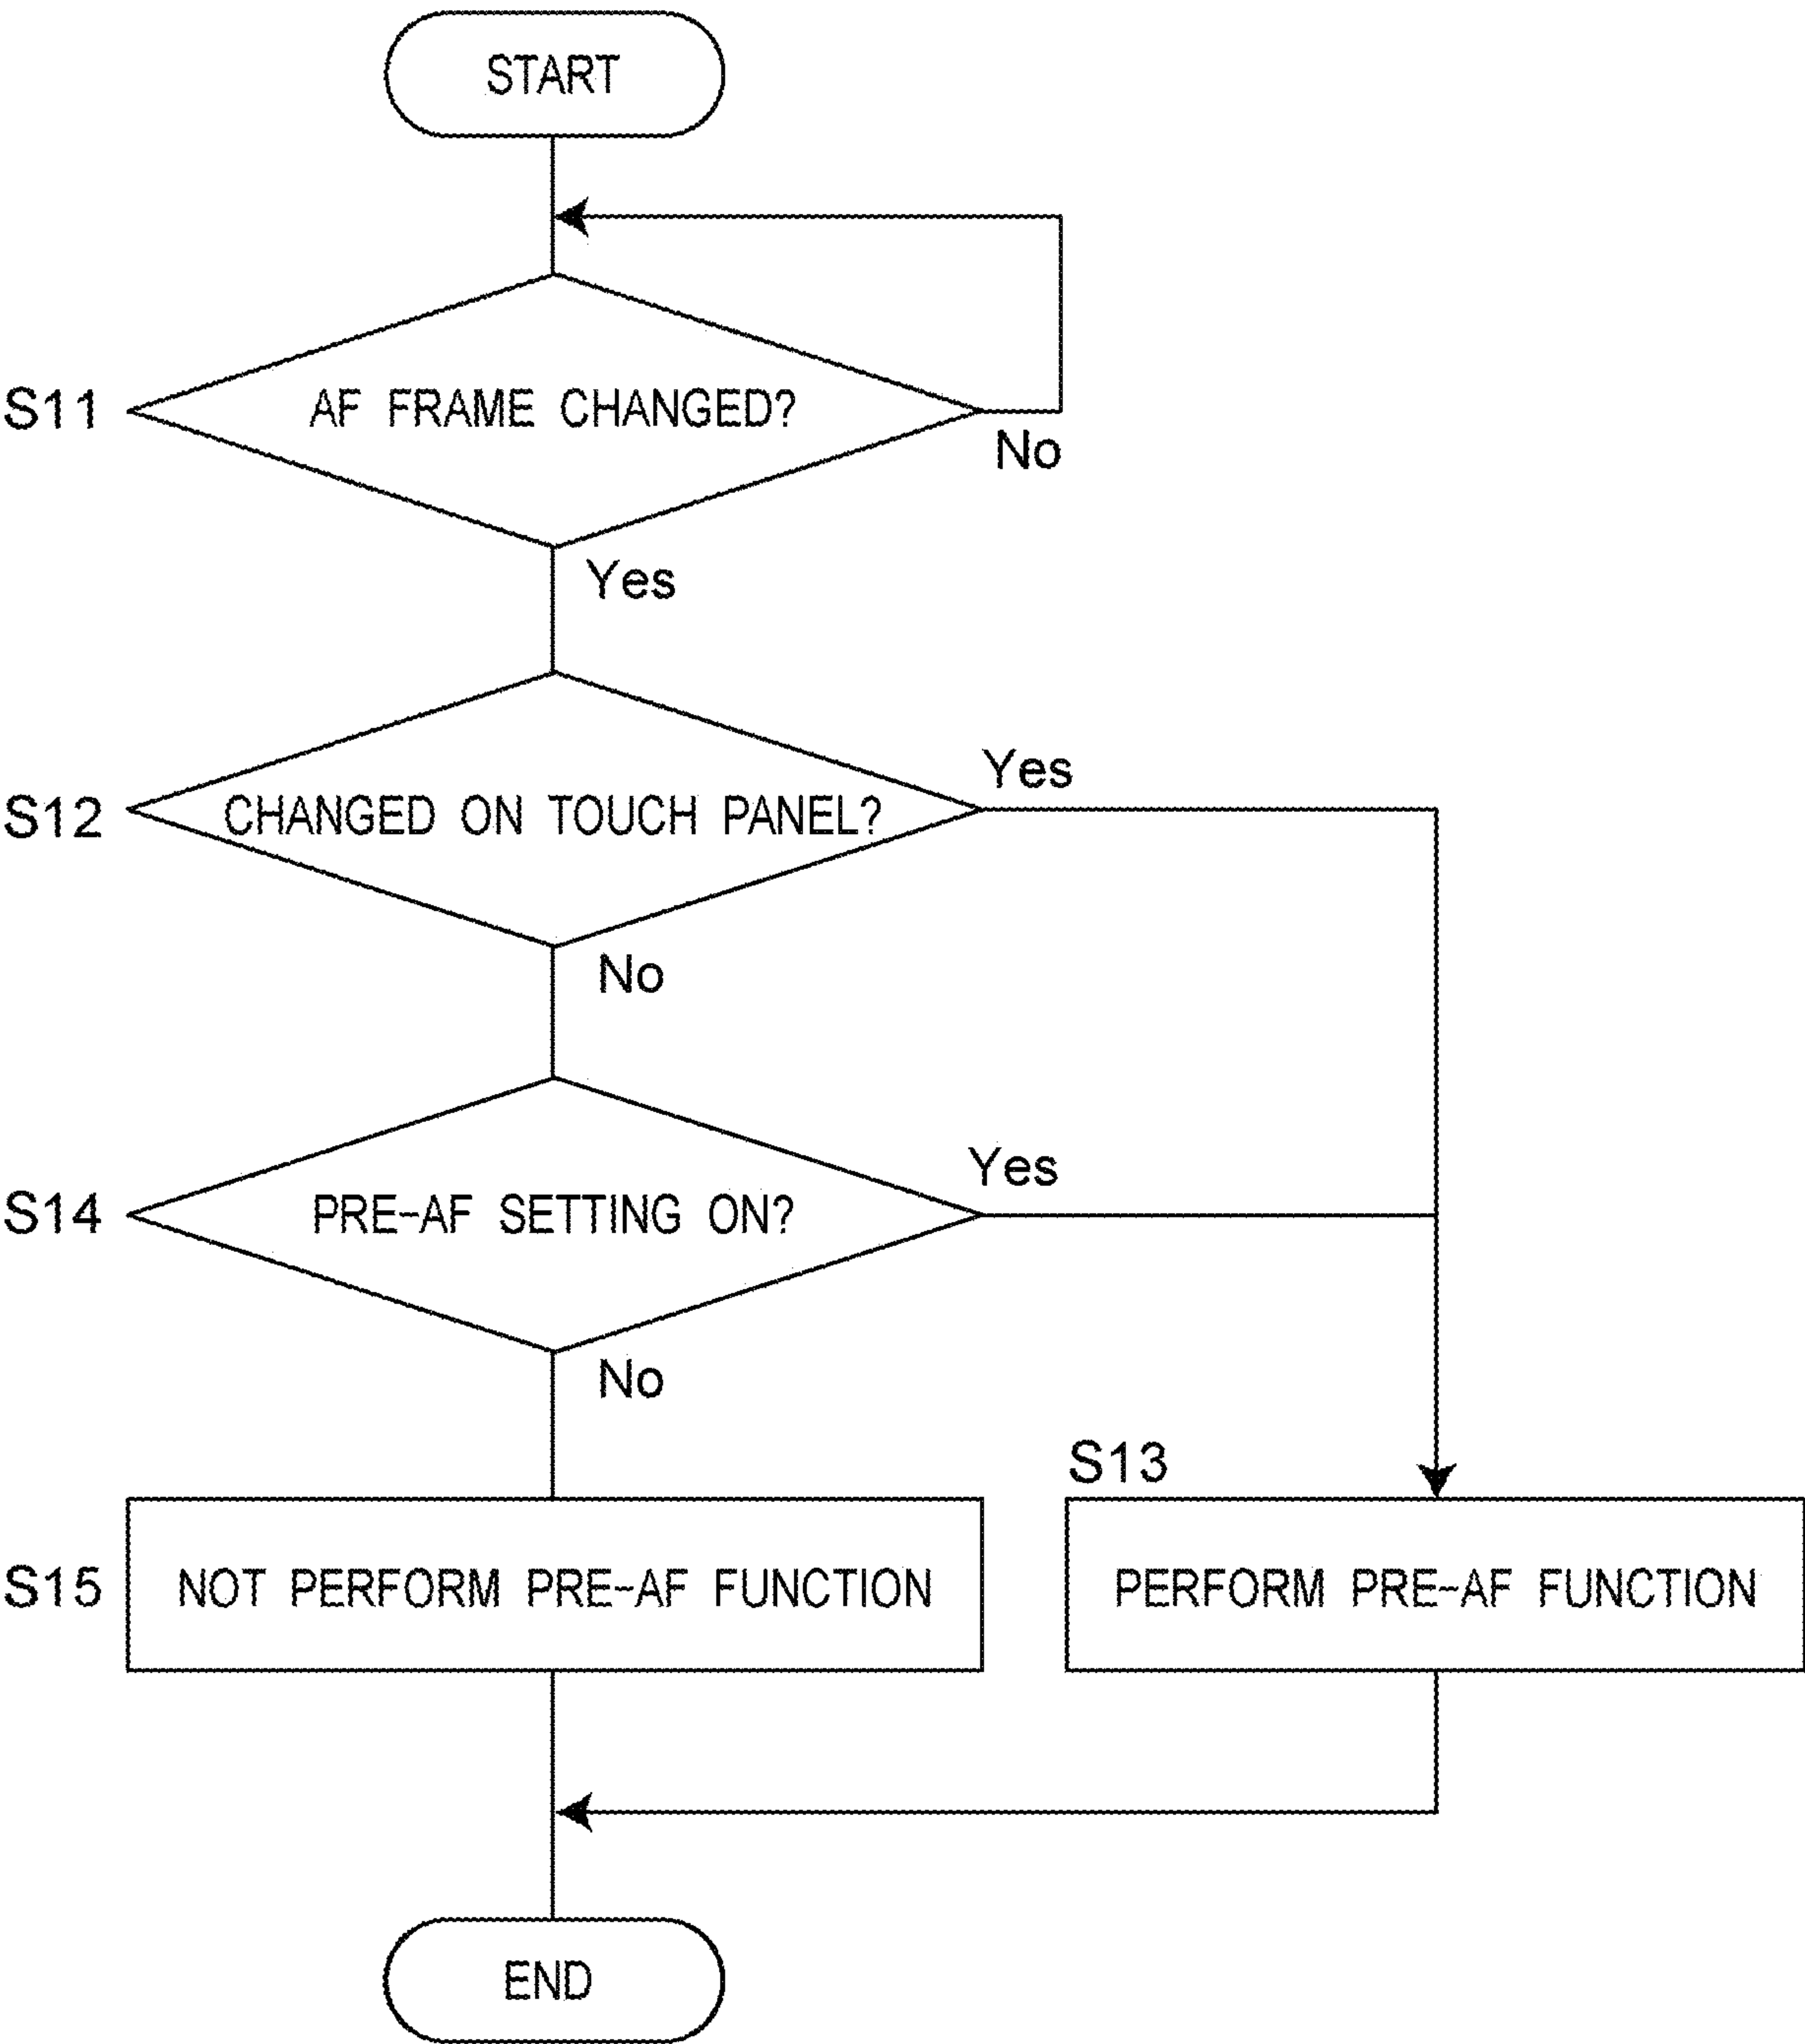 START
S11
AF FRAME CHANGED?
No
Yes
S12
CHANGED ON TOUCH PANEL?
Yes
No
S14
PRE-AF SETTING ON?
Yes
No
S13
S15
NOT PERFORM PRE-AF FUNCTION
PERFORM PRE-AF FUNCTION
END